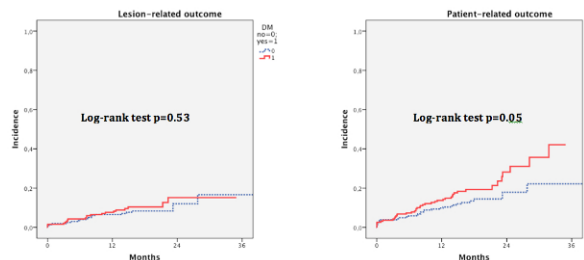 Lesion-related outcome
DM
no=0;
yes=1
0
1
1,0
0,8
0,6
0,4
0,2
0,0
Incidence
Log-rank test p=0.53
0
12
24
36
Months
Patient-related outcome
1,0
0,8
0,6
0,4
0,2
0,0
Incidence
Log-rank test p=0.05
0
12
24
36
Months